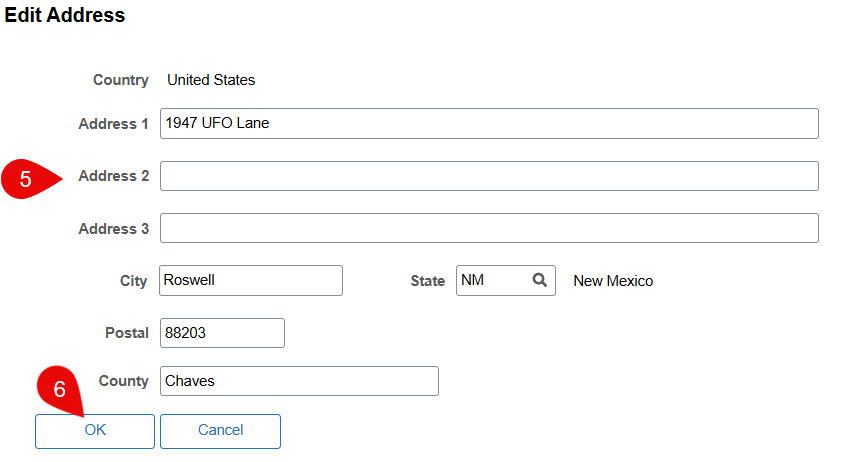 Edit Address
Country United States
Address 1 1947 UFO Lane
5 Address 2
Address 3
City Roswell State NM New Mexico
Postal 88203
6 County Chaves
OK Cancel